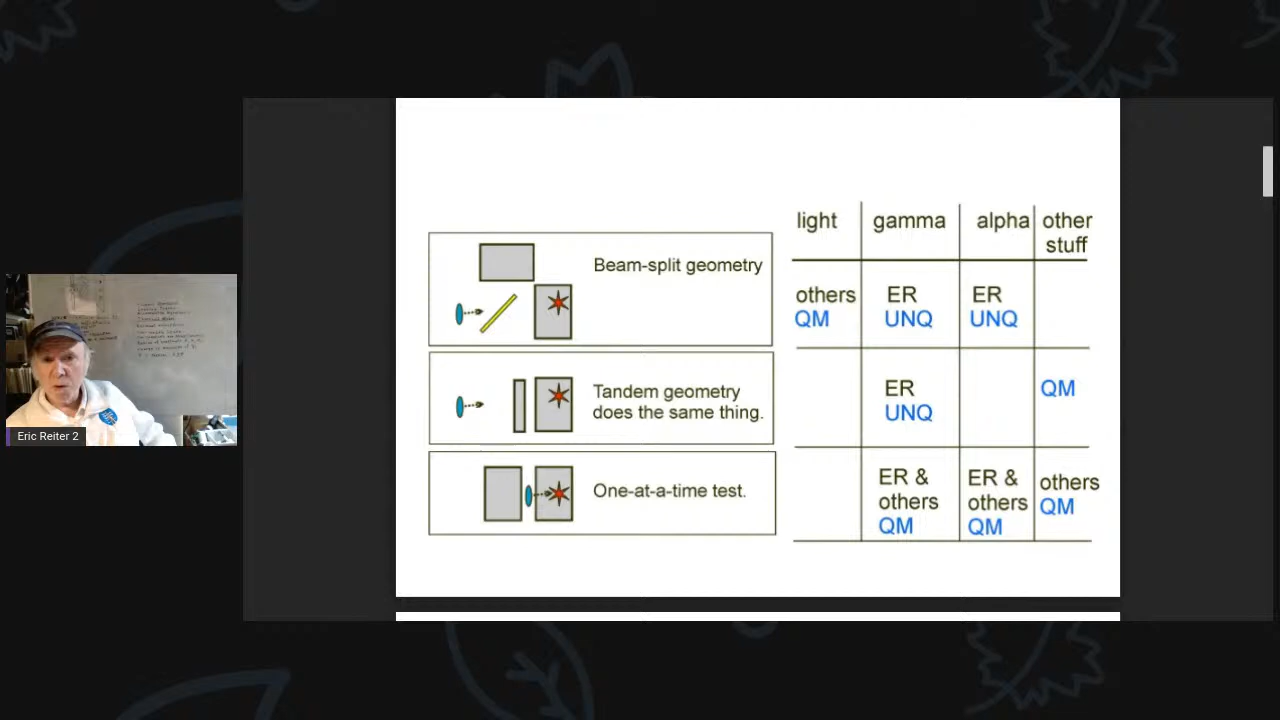 light gamma alpha other
stuff
Beam-split geometry
others ER ER
QM UNQ UNQ
Tandem geometry
does the same thing.
ER QM
UNQ
One-at-a-time test.
ER & ER & others
others others QM
QM QM
Eric Reiter 2